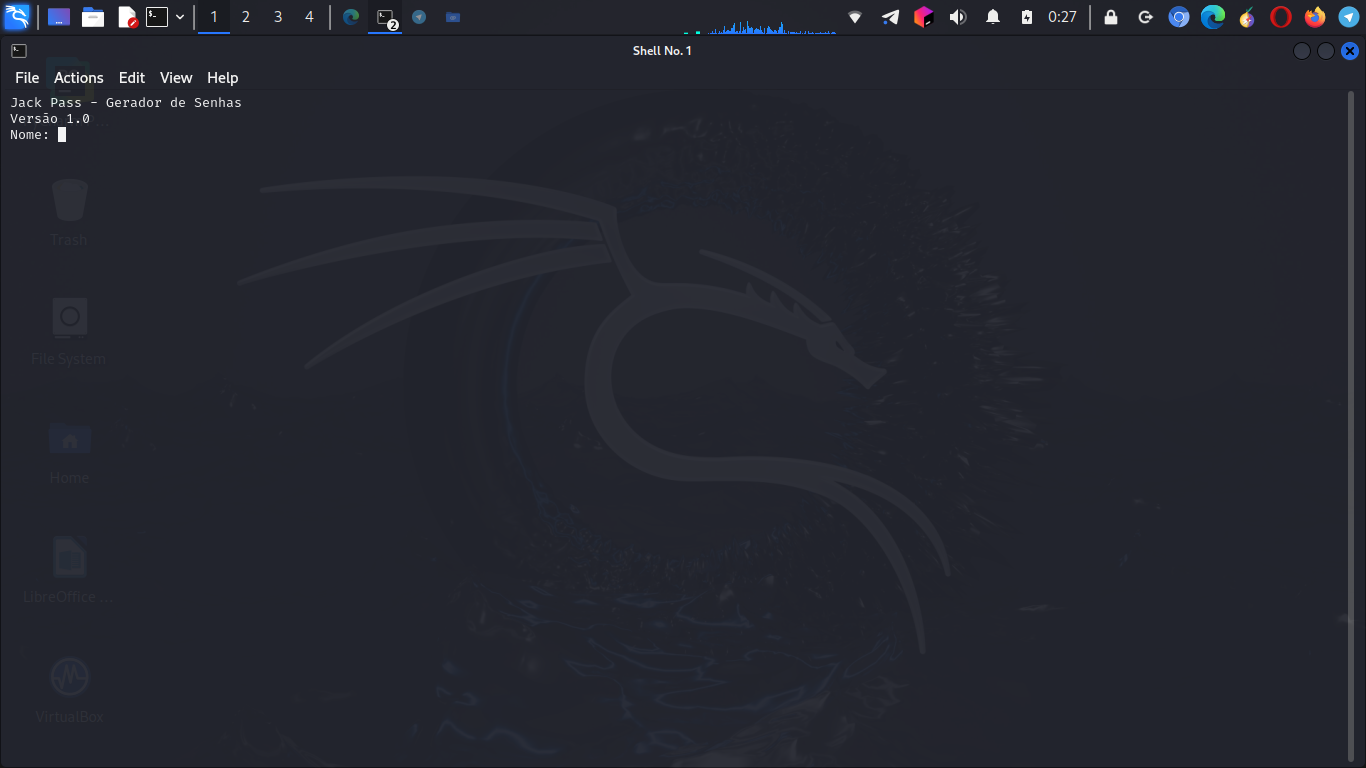 1 2 3 4 2 0:27
Shell No. 1
File Actions Edit View Help
Jack Pass - Gerador de Senhas
Versão 1.0
Nome:
Trash
File System
Home
LibreOffice ...
VirtualBox